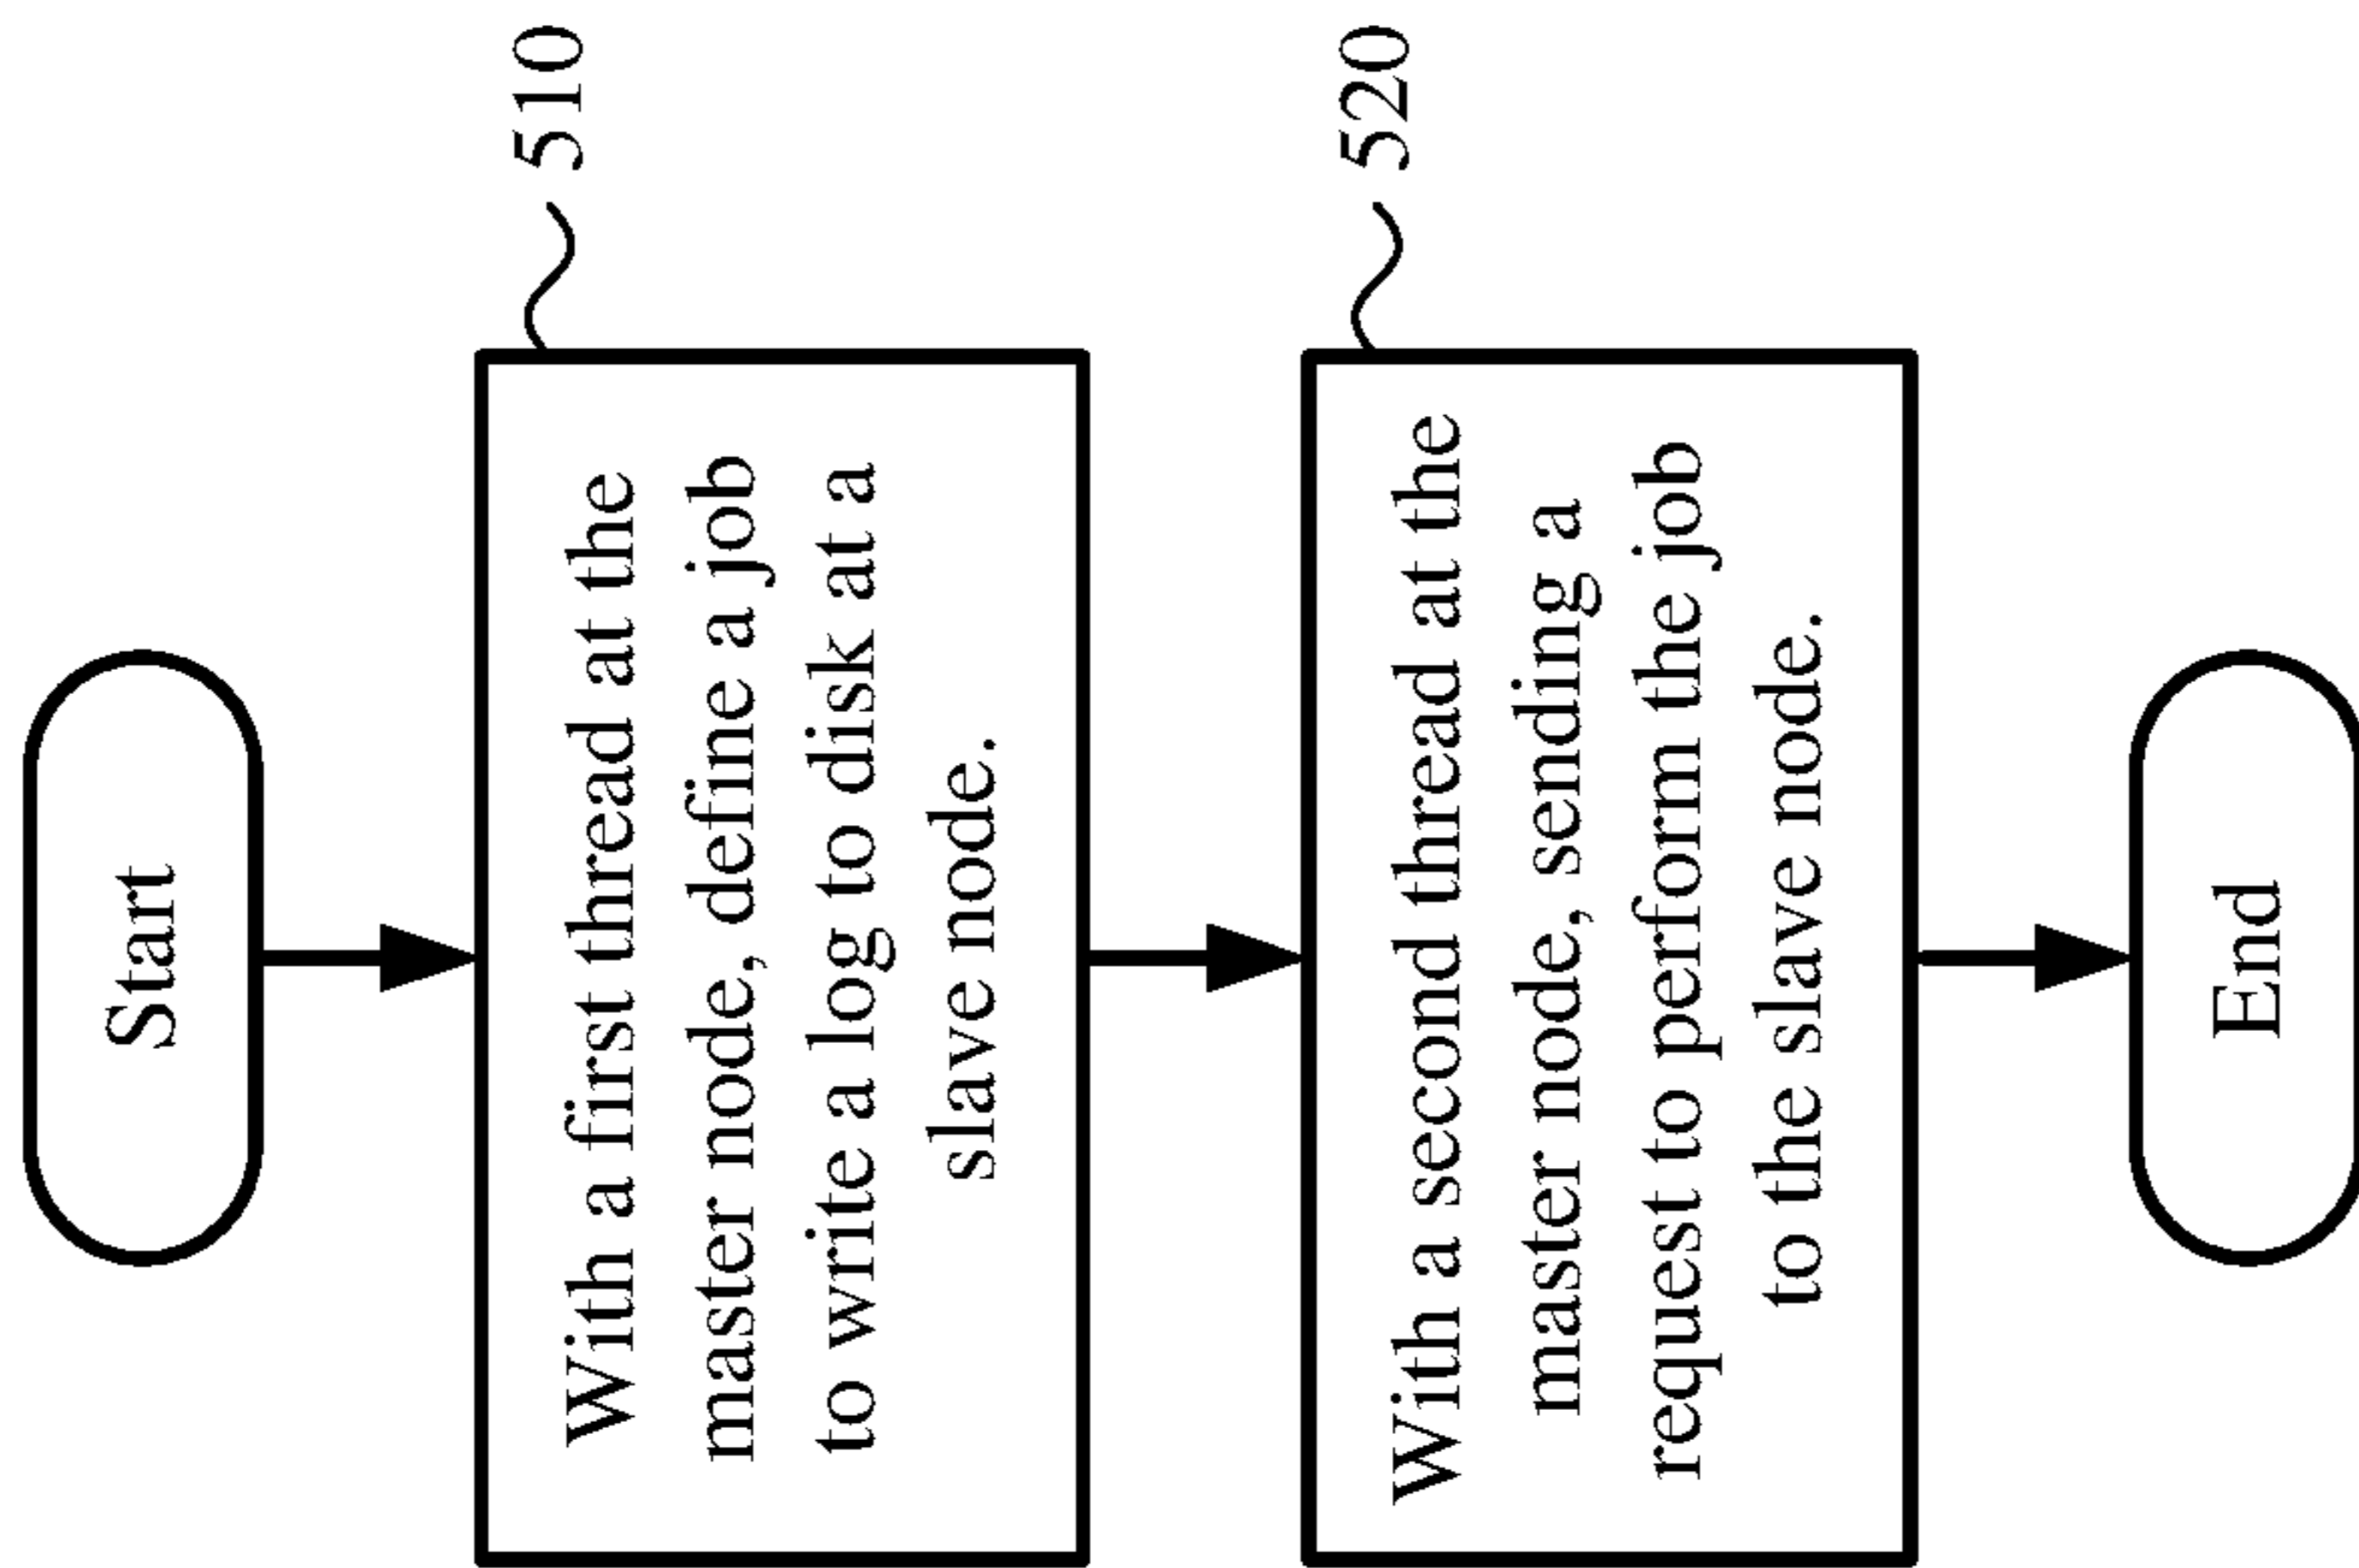 Start
510
With a first thread at the
master node, define a job
to write a log to disk at a
slave node.
520
With a second thread at the
master node, sending a
request to perform the job
to the slave node.
End